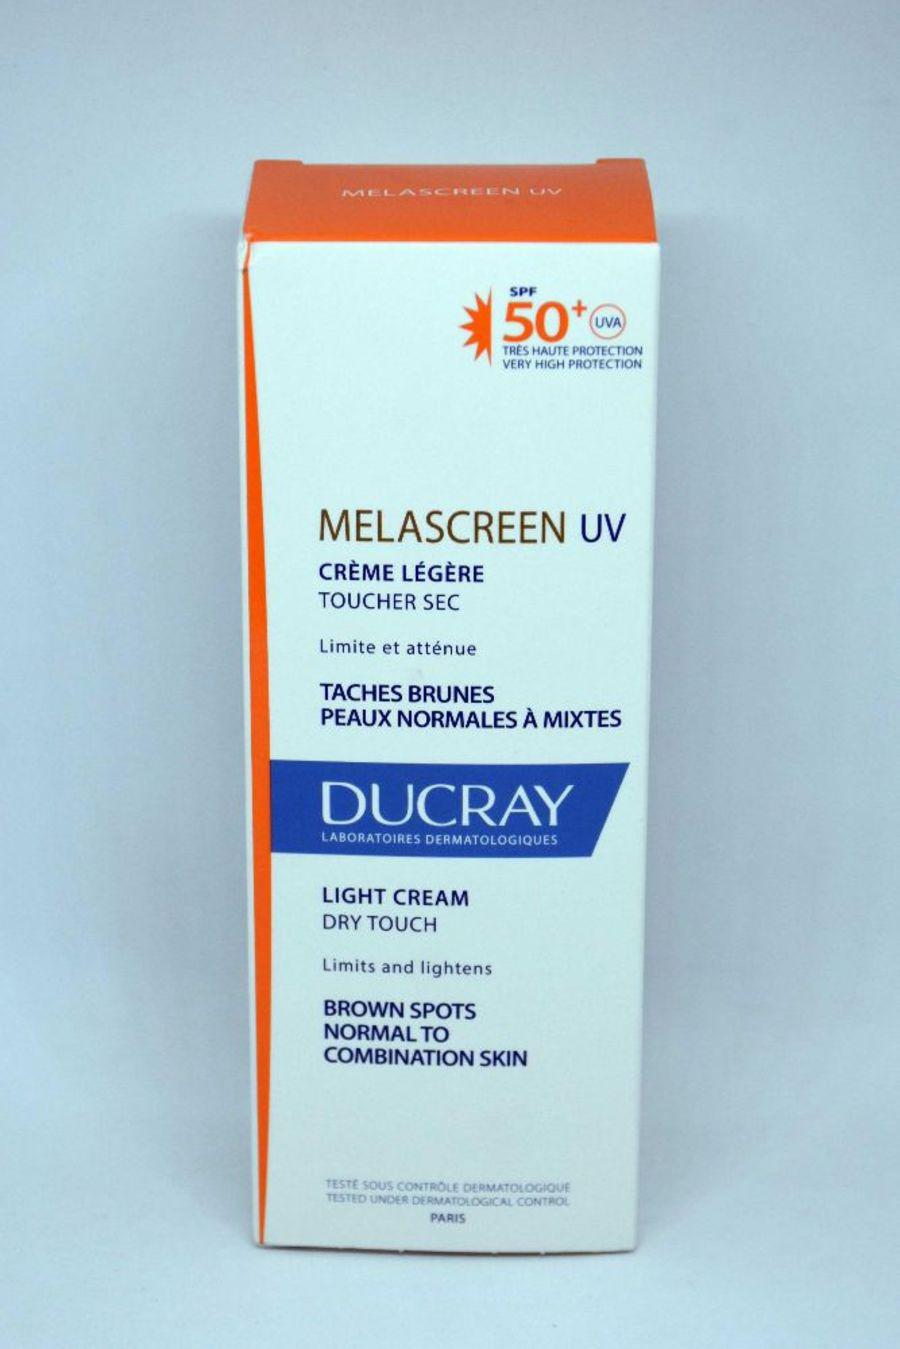 MELASCREEN UV
SPF
50+ UVA
TRÈS HAUTE PROTECTION
VERY HIGH PROTECTION
MELASCREEN UV
CRÈME LÉGÈRE
TOUCHER SEC
Limite et atténue
TACHES BRUNES
PEAUX NORMALES À MIXTES
DUCRAY
LABORATOIRES DERMATOLOGIQUES
LIGHT CREAM
DRY TOUCH
Limits and lightens
BROWN SPOTS
NORMAL TO
COMBINATION SKIN
TESTÉ SOUS CONTRÔLE DERMATOLOGIQUE
TESTED UNDER DERMATOLOGICAL CONTROL
PARIS